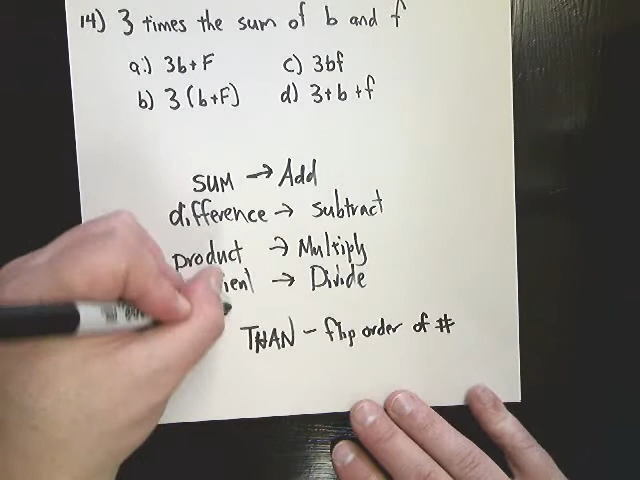 14) 3 times the sum of b and f
a.) 3b+F c) 3bf
b) 3(b+F) d) 3+b+f
SUM → Add
difference → subtract
product → Multiply
→ Divide
THAN - flip order of #